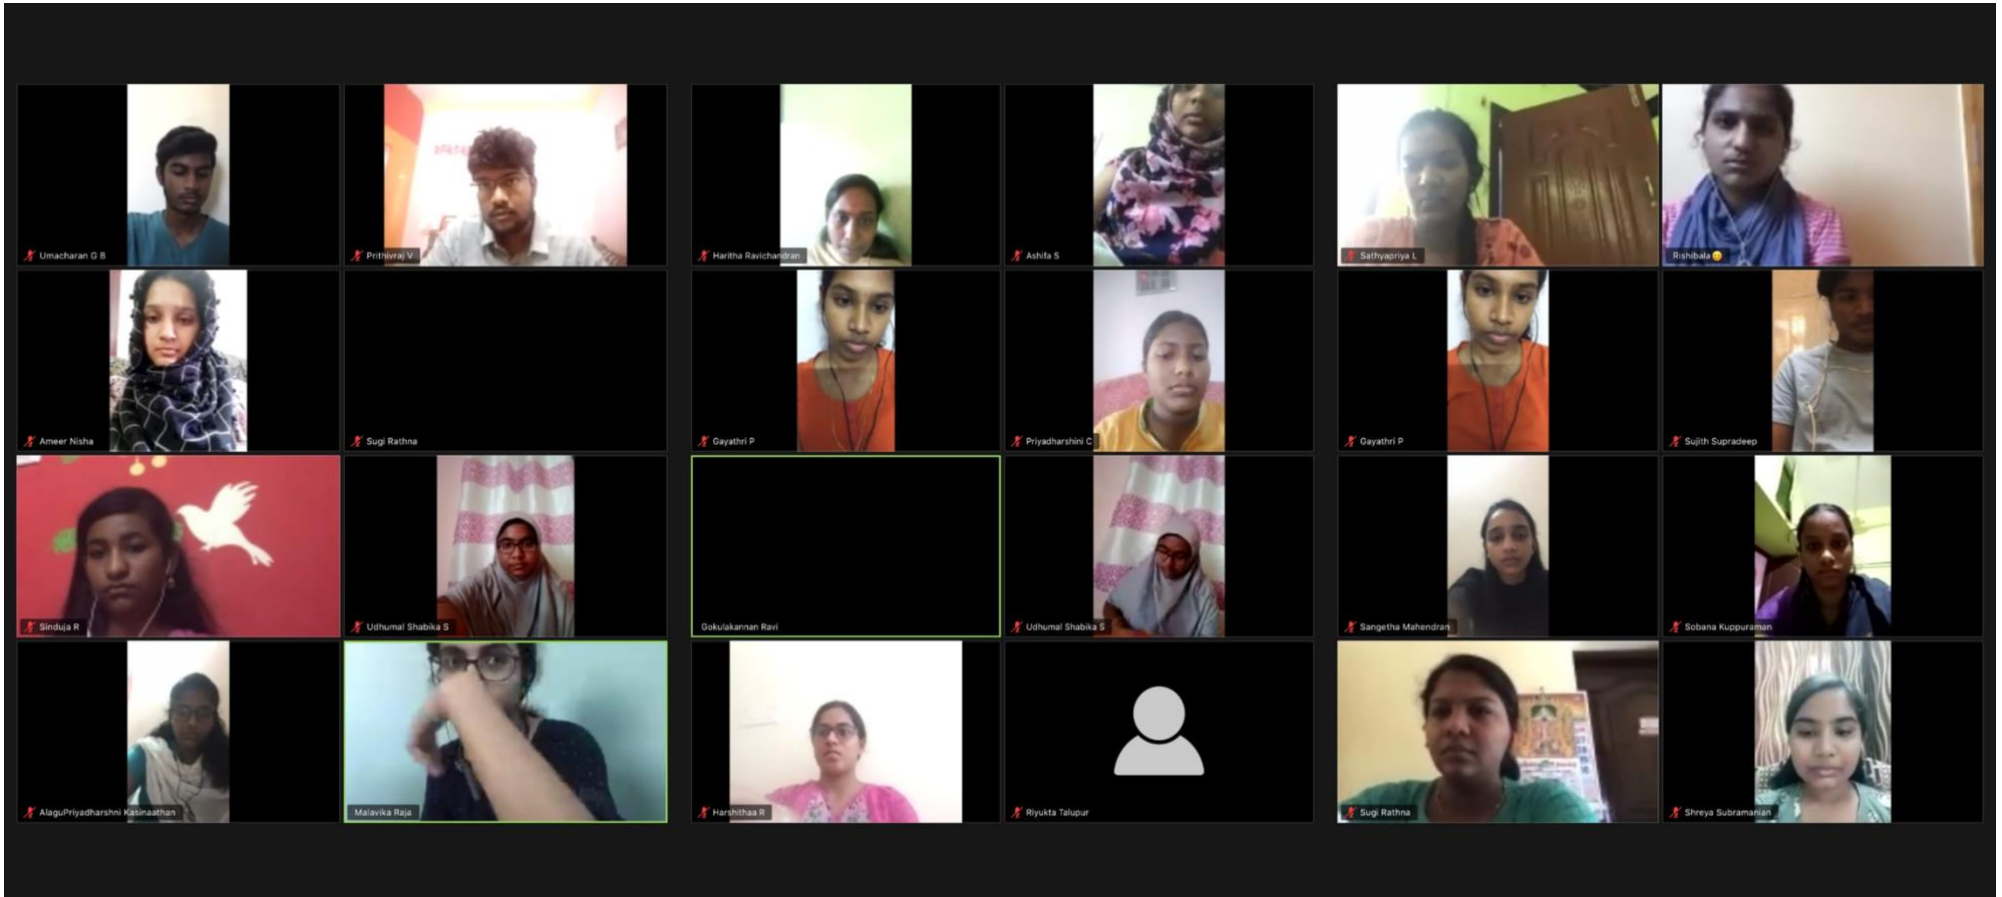 Umacharan G B
Prithivraj V
Haritha Ravichandran
Ashifa S
Sathyapriya L
Rishibala😊
Ameer Nisha
Sugi Rathna
Gayathri P
Priyadharshini C
Gayathri P
Sujith Supradeep
Sinduja R
Udhumal Shabika S
Gokulakannan Ravi
Udhumal Shabika S
Sangetha Mahendran
Sobana Kuppuraman
AlaguPriyadharshni Kasinaathan
Malavika Raja
Harshithaa R
Riyukta Talupur
Sugi Rathna
Shreya Subramanian